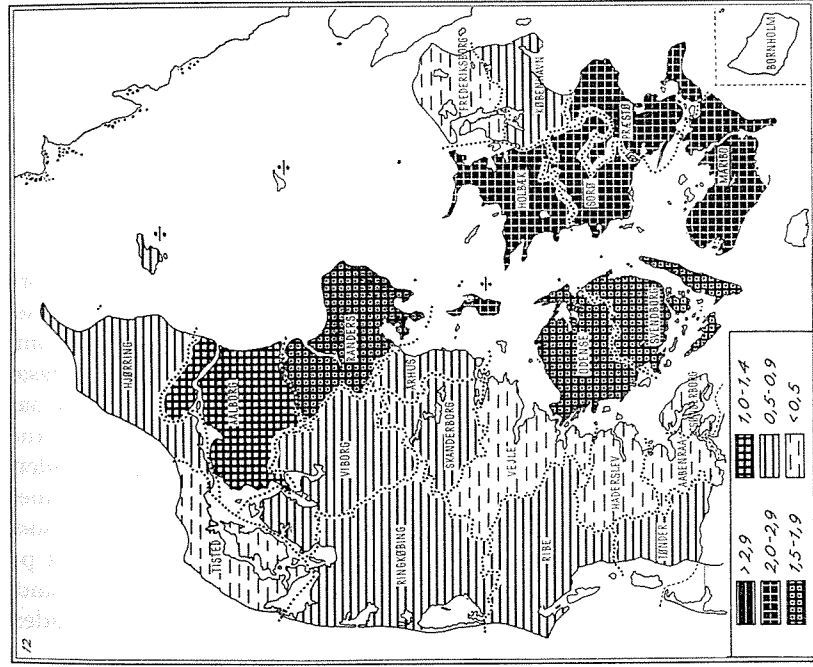 12
HJØRRING
TISTED
AALBORG
VIBORG
RANDERS
RINGKØBING
SKANDERBORG
ÅRHUS
VEJLE
RIBE
HADERSLEV
TØNDER
AABENRAA
SØNDERBORG
ODENSE
SVENDBORG
FREDERIKSBORG
KØBENHAVN
HOLBÆK
SORØ
PRÆSTØ
MARIBO
BORNHOLM
>2,9
2,0-2,9
1,5-1,9
1,0-1,4
0,5-0,9
<0,5